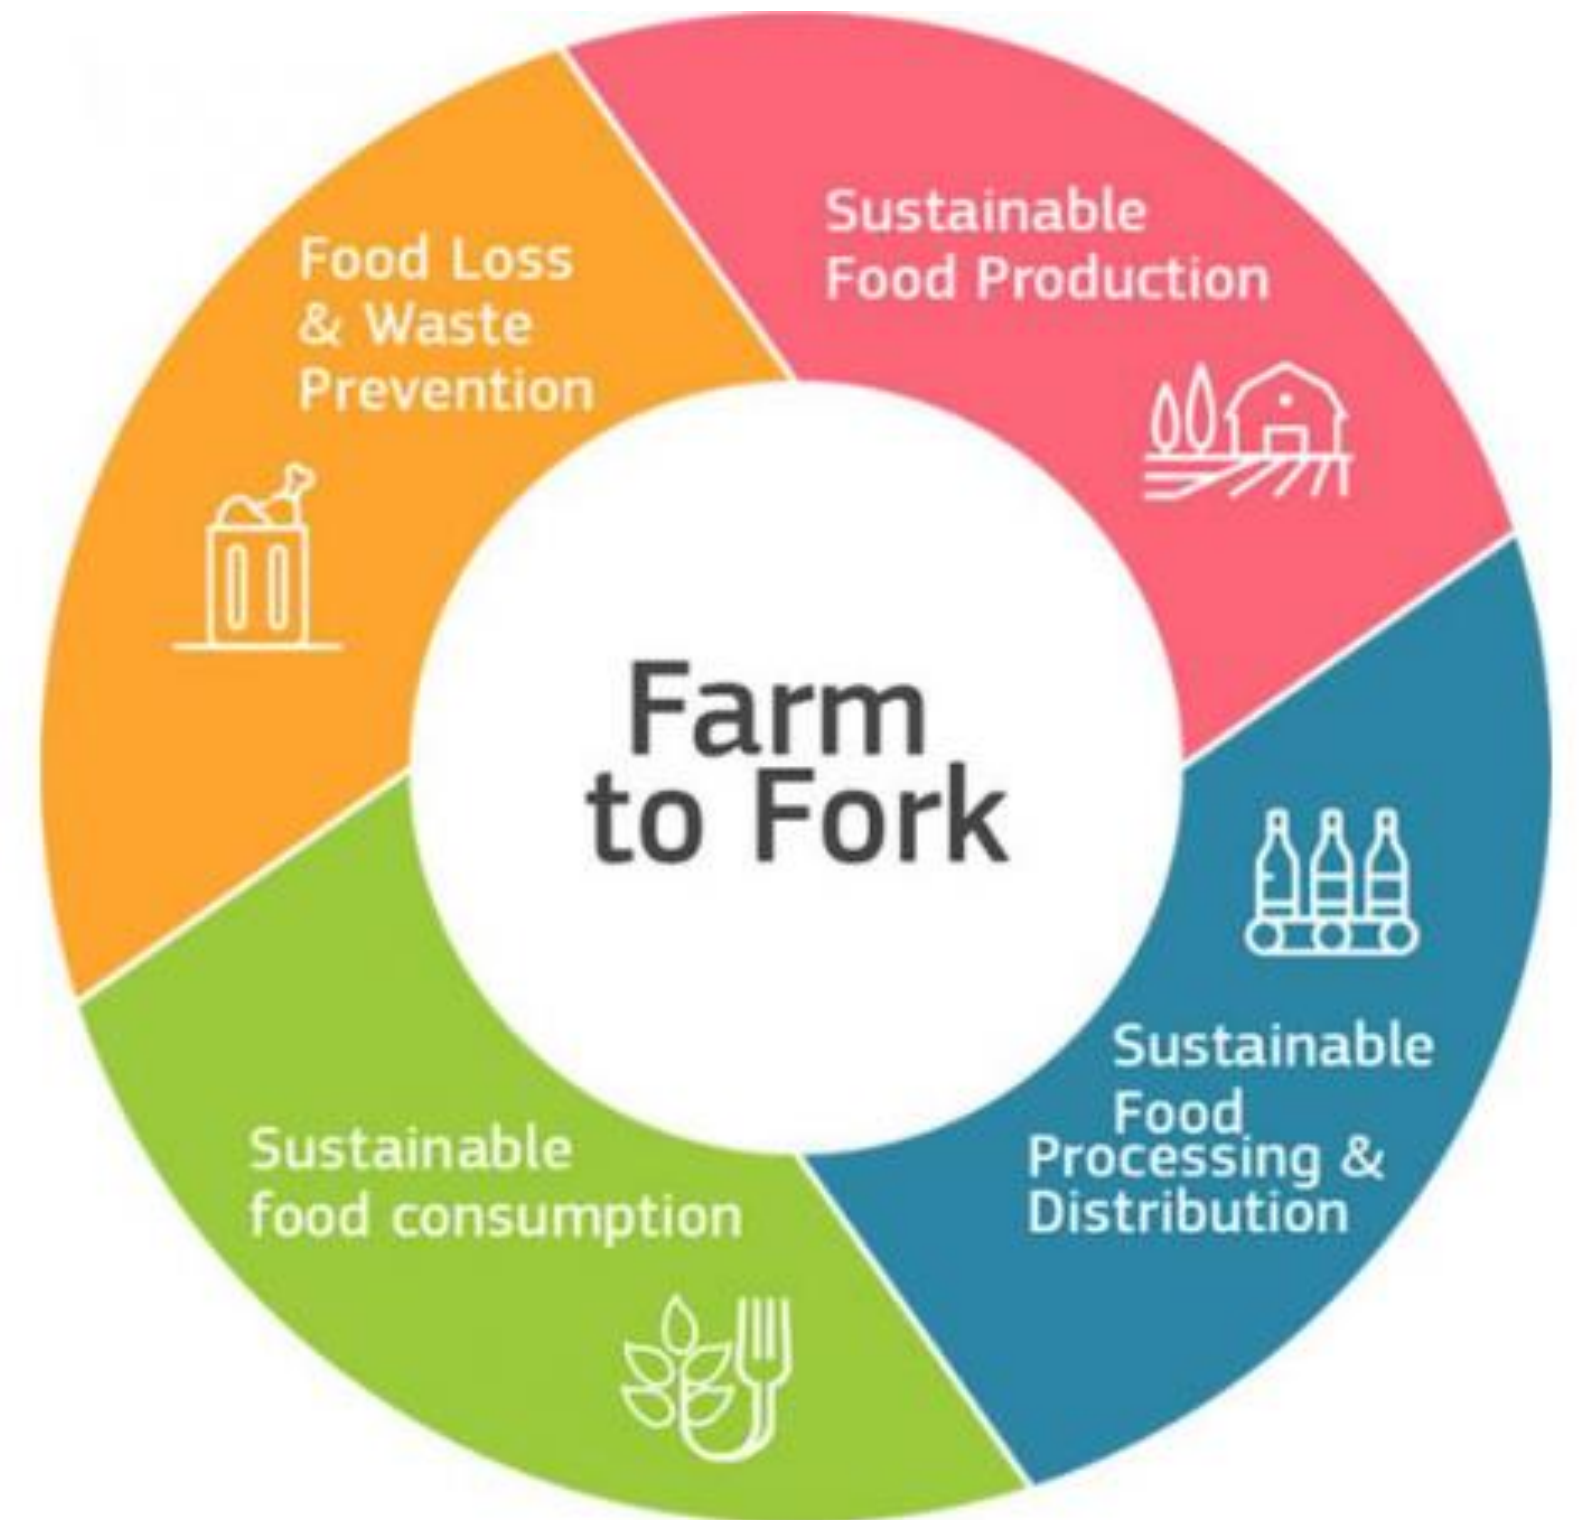 Food Loss
& Waste
Prevention
Sustainable
Food Production
Farm
to Fork
Sustainable
Food
Processing &
Distribution
Sustainable
food consumption